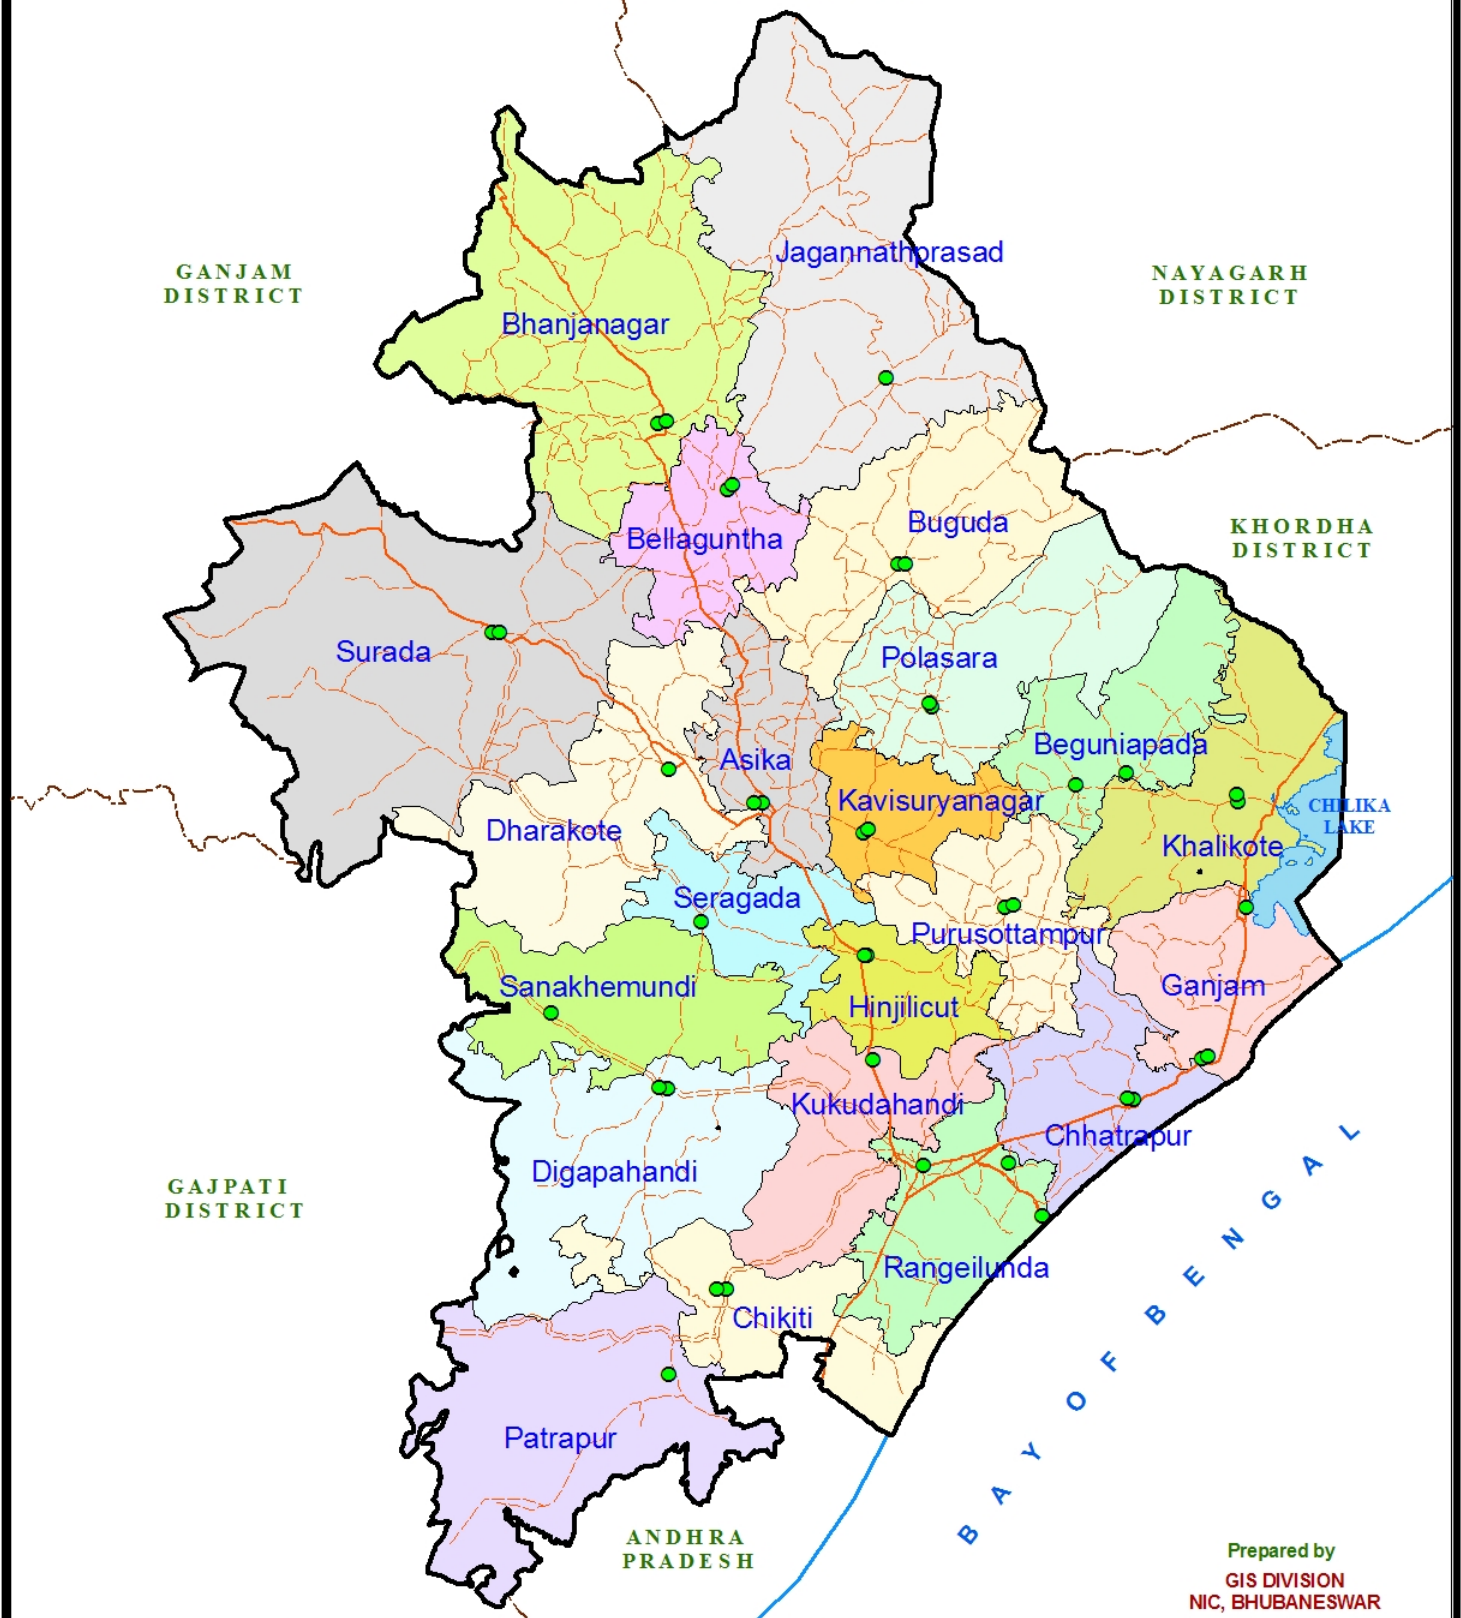 Jagannathprasad
GANJAM
DISTRICT
NAYAGARH
DISTRICT
Bhanjanagar
Buguda
KHORDHA
DISTRICT
Bellaguntha
Surada
Polasara
Beguniapada
Asika
Kavisuryanagar
CHILIKA
LAKE
Dharakote
Khalikote
Seragada
Purusottampur
Sanakhemundi
Ganjam
Hinjilicut
Kukudahandi
Chhatrapur
Digapahandi
GAJPATI
DISTRICT
BAY OF BENGAL
Rangeilunda
Chikiti
Patrapur
ANDHRA
PRADESH
Prepared by
GIS DIVISION
NIC, BHUBANESWAR